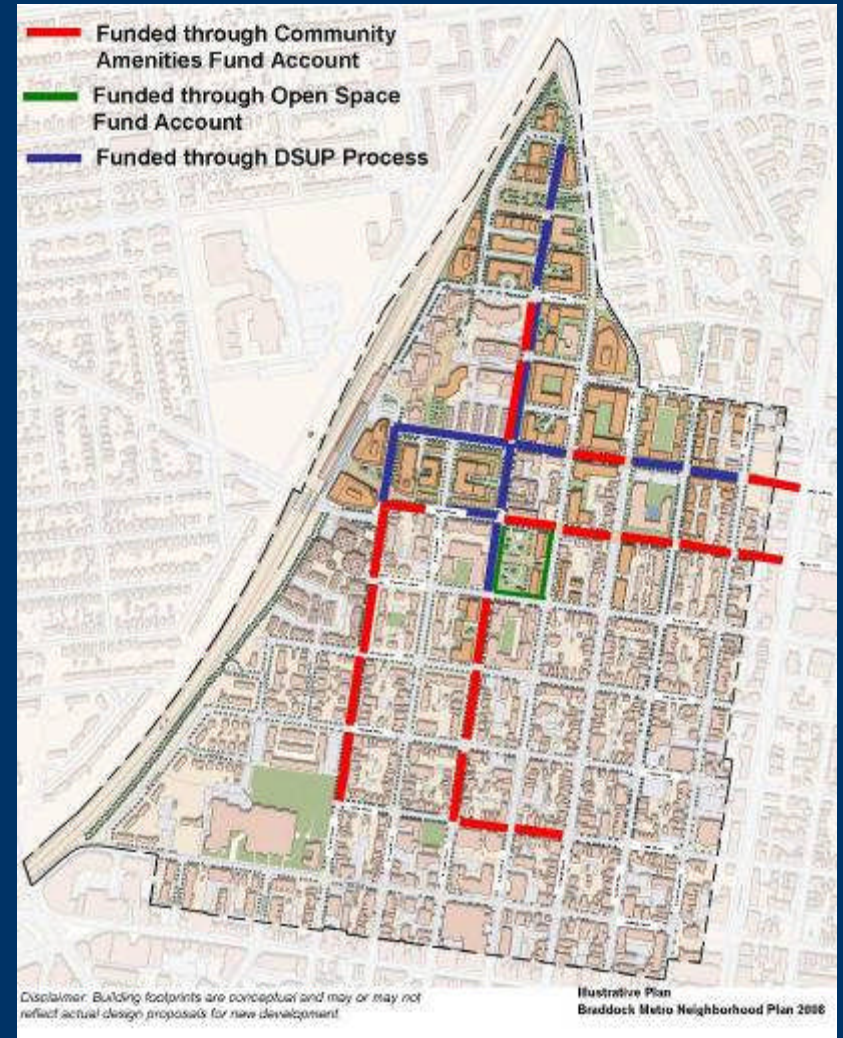 Funded through Community
Amenities Fund Account
Funded through Open Space
Fund Account
Funded through DSUP Process
Disclaimer: Building footprints are conceptual and may or may not
reflect actual design proposals for new development
Illustrative Plan
Braddock Metro Neighborhood Plan 2008